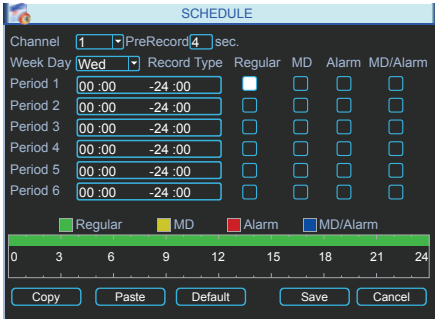 SCHEDULE
Channel 1 PreRecord 4 sec.
Week Day Wed Record Type Regular MD Alarm MD/Alarm
Period 1 00 :00 -24 :00
Period 2 00 :00 -24 :00
Period 3 00 :00 -24 :00
Period 4 00 :00 -24 :00
Period 5 00 :00 -24 :00
Period 6 00 :00 -24 :00
Regular MD Alarm MD/Alarm
0 3 6 9 12 15 18 21 24
Copy Paste Default Save Cancel